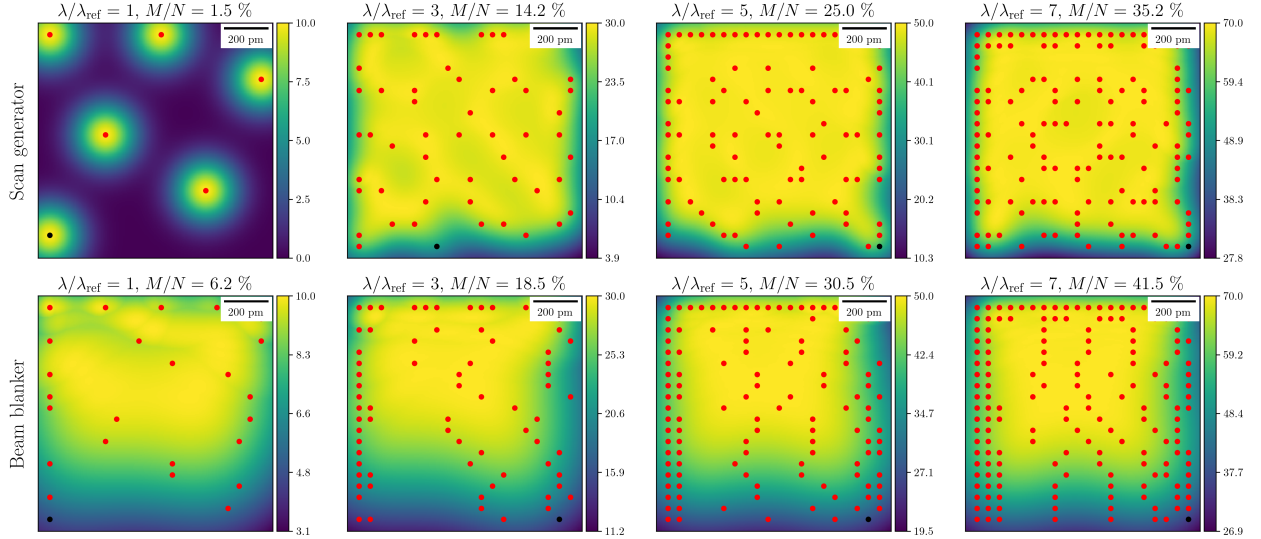 λ/λref = 1, M/N = 1.5 %
λ/λref = 3, M/N = 14.2 %
λ/λref = 5, M/N = 25.0 %
λ/λref = 7, M/N = 35.2 %
Scan generator
200 pm
10.0
7.5
5.0
2.5
0.0
200 pm
30.0
23.5
17.0
10.4
3.9
200 pm
50.0
40.1
30.1
20.2
10.3
200 pm
70.0
59.4
48.9
38.3
27.8
λ/λref = 1, M/N = 6.2 %
λ/λref = 3, M/N = 18.5 %
λ/λref = 5, M/N = 30.5 %
λ/λref = 7, M/N = 41.5 %
Beam blanker
200 pm
10.0
8.3
6.6
4.8
3.1
200 pm
30.0
25.3
20.6
15.9
11.2
200 pm
50.0
42.4
34.7
27.1
19.5
200 pm
70.0
59.2
48.4
37.7
26.9